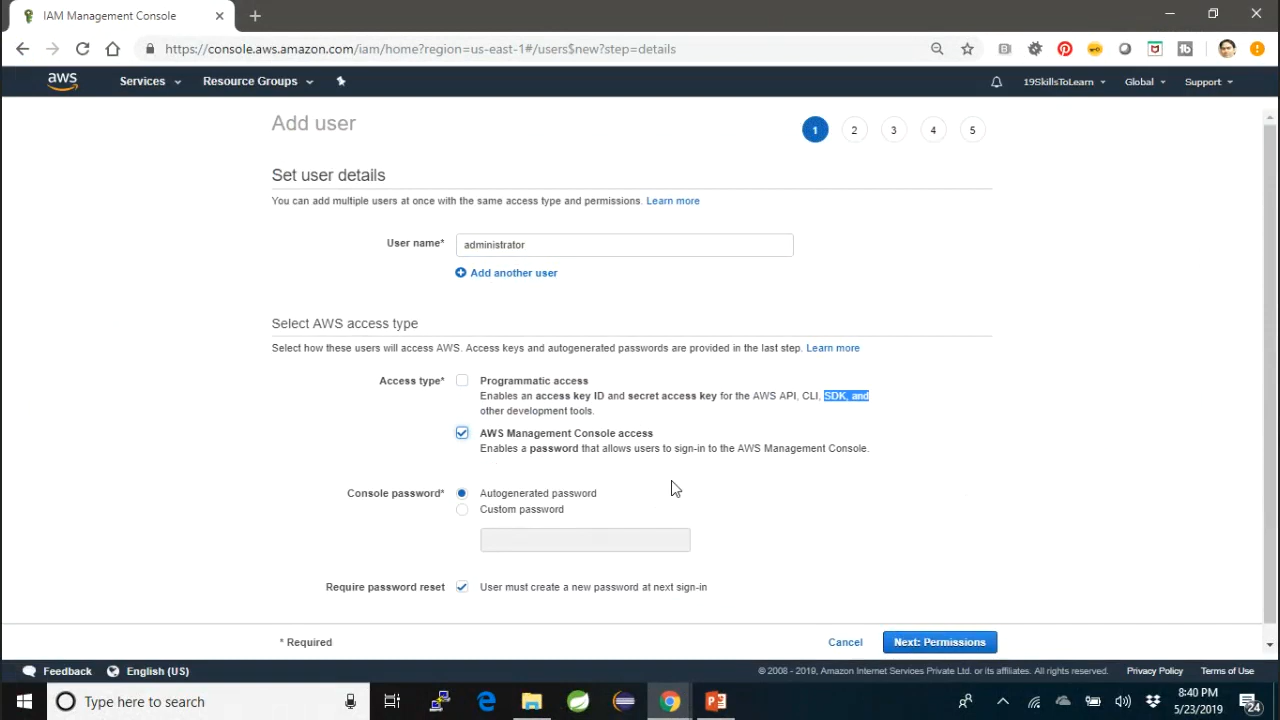 IAM Management Console
https://console.aws.amazon.com/iam/home?region=us-east-1#/users$new?step=details
aws
Services
Resource Groups
19SkillsToLearn
Global
Support
Add user
1
2
3
4
5
Set user details
You can add multiple users at once with the same access type and permissions. Learn more
User name*
administrator
Add another user
Select AWS access type
Select how these users will access AWS. Access keys and autogenerated passwords are provided in the last step. Learn more
Access type*
Programmatic access
Enables an access key ID and secret access key for the AWS API, CLI, SDK, and
other development tools.
AWS Management Console access
Enables a password that allows users to sign-in to the AWS Management Console.
Console password*
Autogenerated password
Custom password
Require password reset
User must create a new password at next sign-in
* Required
Cancel
Next: Permissions
Feedback
English (US)
© 2008 - 2019, Amazon Internet Services Private Ltd. or its affiliates. All rights reserved.
Privacy Policy
Terms of Use
Type here to search
8:40 PM
5/23/2019
24